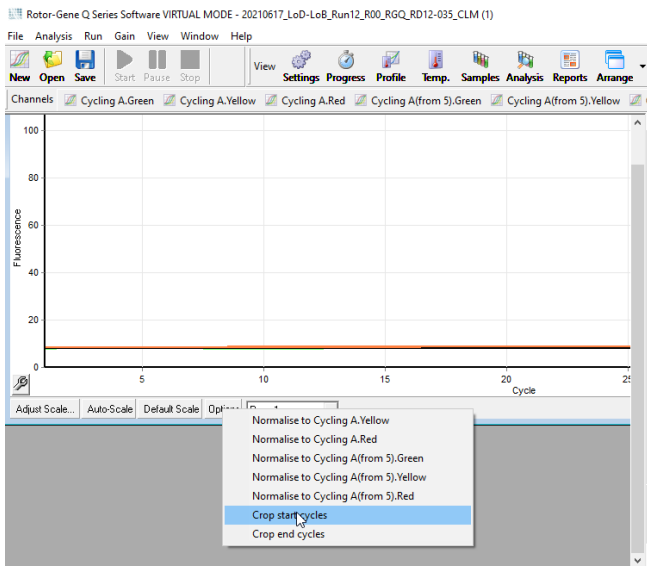 Rotor-Gene Q Series Software VIRTUAL MODE - 20210617_LoD-LoB_Run12_R00_RGQ_RD12-035_CLM (1)
File Analysis Run Gain View Window Help
New Open Save Start Pause Stop View Settings Progress Profile Temp. Samples Analysis Reports Arrange
Channels Cycling A.Green Cycling A.Yellow Cycling A.Red Cycling A(from 5).Green Cycling A(from 5).Yellow
100
80
60
40
20
0
Fluorescence
5 10 15 20
Cycle
Adjust Scale... Auto-Scale Default Scale
Normalise to Cycling A.Yellow
Normalise to Cycling A.Red
Normalise to Cycling A(from 5).Green
Normalise to Cycling A(from 5).Yellow
Normalise to Cycling A(from 5).Red
Crop start cycles
Crop end cycles